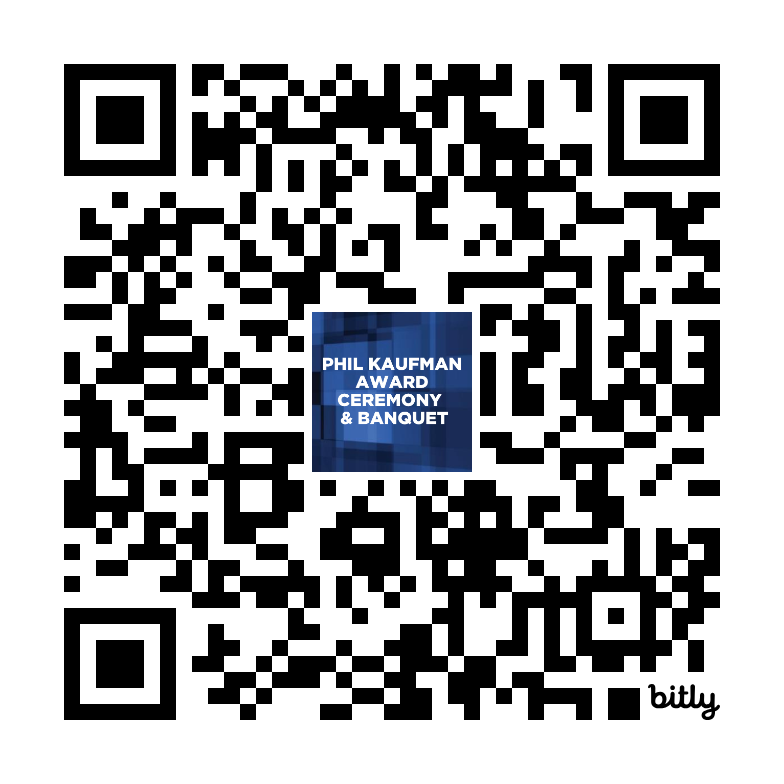 PHIL KAUFMAN
AWARD
CEREMONY
& BANQUET
bitly